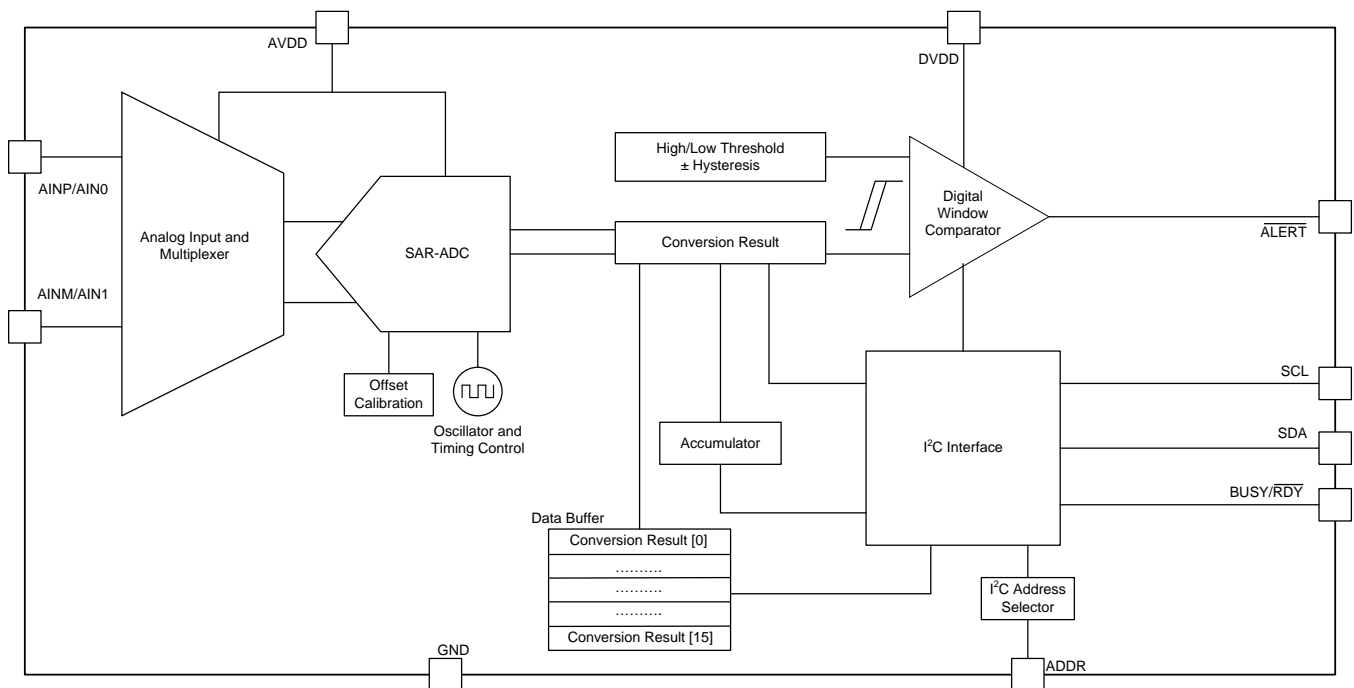 AVDD
DVDD
AINP/AIN0
AINM/AIN1
Analog Input and
Multiplexer
SAR-ADC
Offset
Calibration
Oscillator and
Timing Control
High/Low Threshold
± Hysteresis
Conversion Result
Digital
Window
Comparator
ALERT
Accumulator
I²C Interface
SCL
SDA
BUSY/RDY
Data Buffer
Conversion Result [0]
..........
..........
..........
Conversion Result [15]
I²C Address
Selector
GND
ADDR